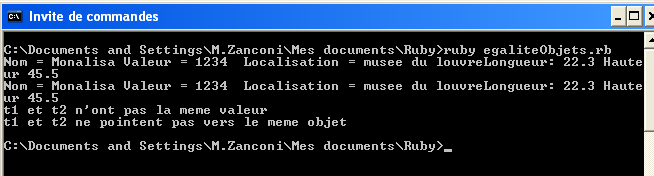 Invite de commandes
C:\Documents and Settings\M.Zanconi\Mes documents\Ruby>ruby egaliteObjets.rb
Nom = Monalisa Valeur = 1234  Localisation = musee du louvreLongueur: 22.3 Haute
ur 45.5
Nom = Monalisa Valeur = 1234  Localisation = musee du louvreLongueur: 22.3 Haute
ur 45.5
t1 et t2 n'ont pas la meme valeur
t1 et t2 ne pointent pas vers le meme objet
C:\Documents and Settings\M.Zanconi\Mes documents\Ruby>_